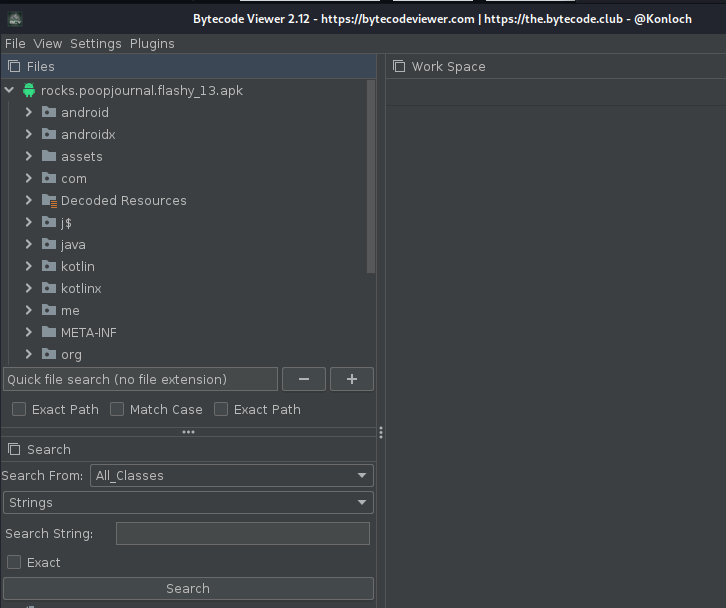 Bytecode Viewer 2.12 - https://bytecodeviewer.com | https://the.bytecode.club - @Konloch
File View Settings Plugins
Files
rocks.poopjournal.flashy_13.apk
android
androidx
assets
com
Decoded Resources
j$
java
kotlin
kotlinx
me
META-INF
org
Quick file search (no file extension)
− +
Exact Path Match Case Exact Path
Search
Search From: All_Classes
Strings
Search String:
Exact
Search
Work Space